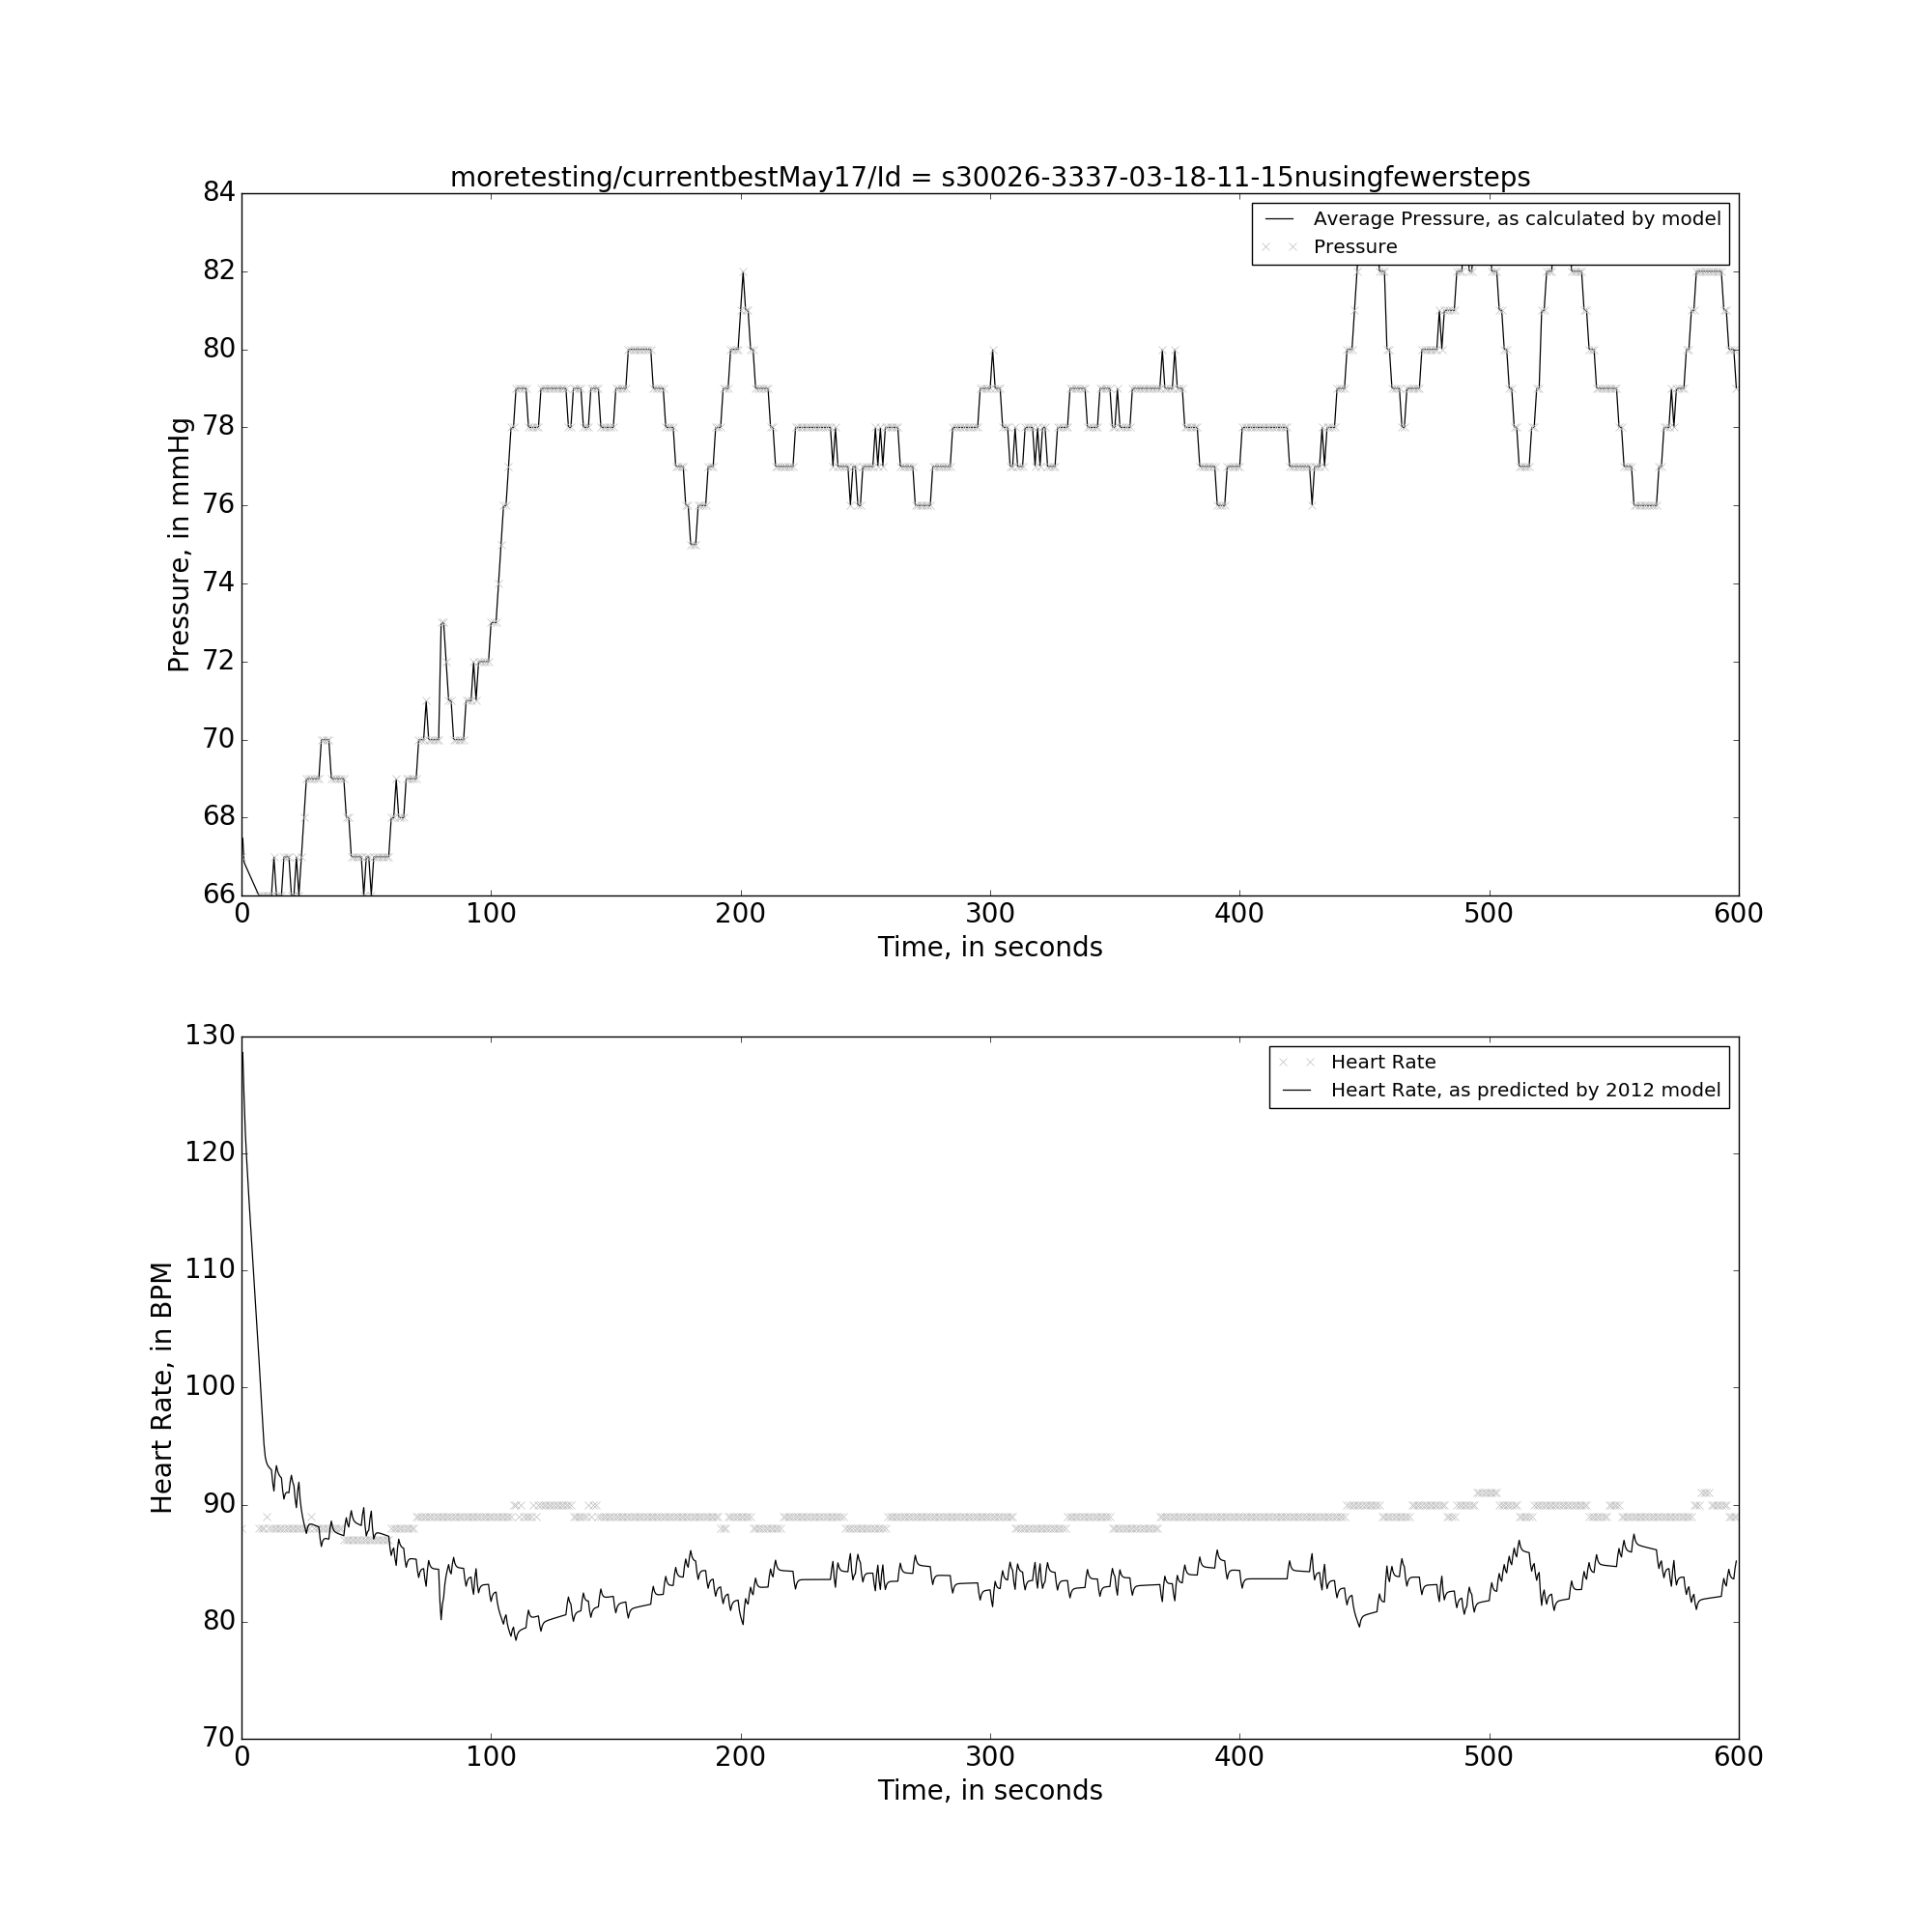 moretesting/currentbestMay17/Id = s30026-3337-03-18-11-15nusingfewersteps
84
82
80
78
76
74
72
70
68
66
Pressure, in mmHg
Average Pressure, as calculated by model
Pressure
0 100 200 300 400 500 600
Time, in seconds
130
120
110
100
90
80
70
Heart Rate, in BPM
Heart Rate
Heart Rate, as predicted by 2012 model
0 100 200 300 400 500 600
Time, in seconds